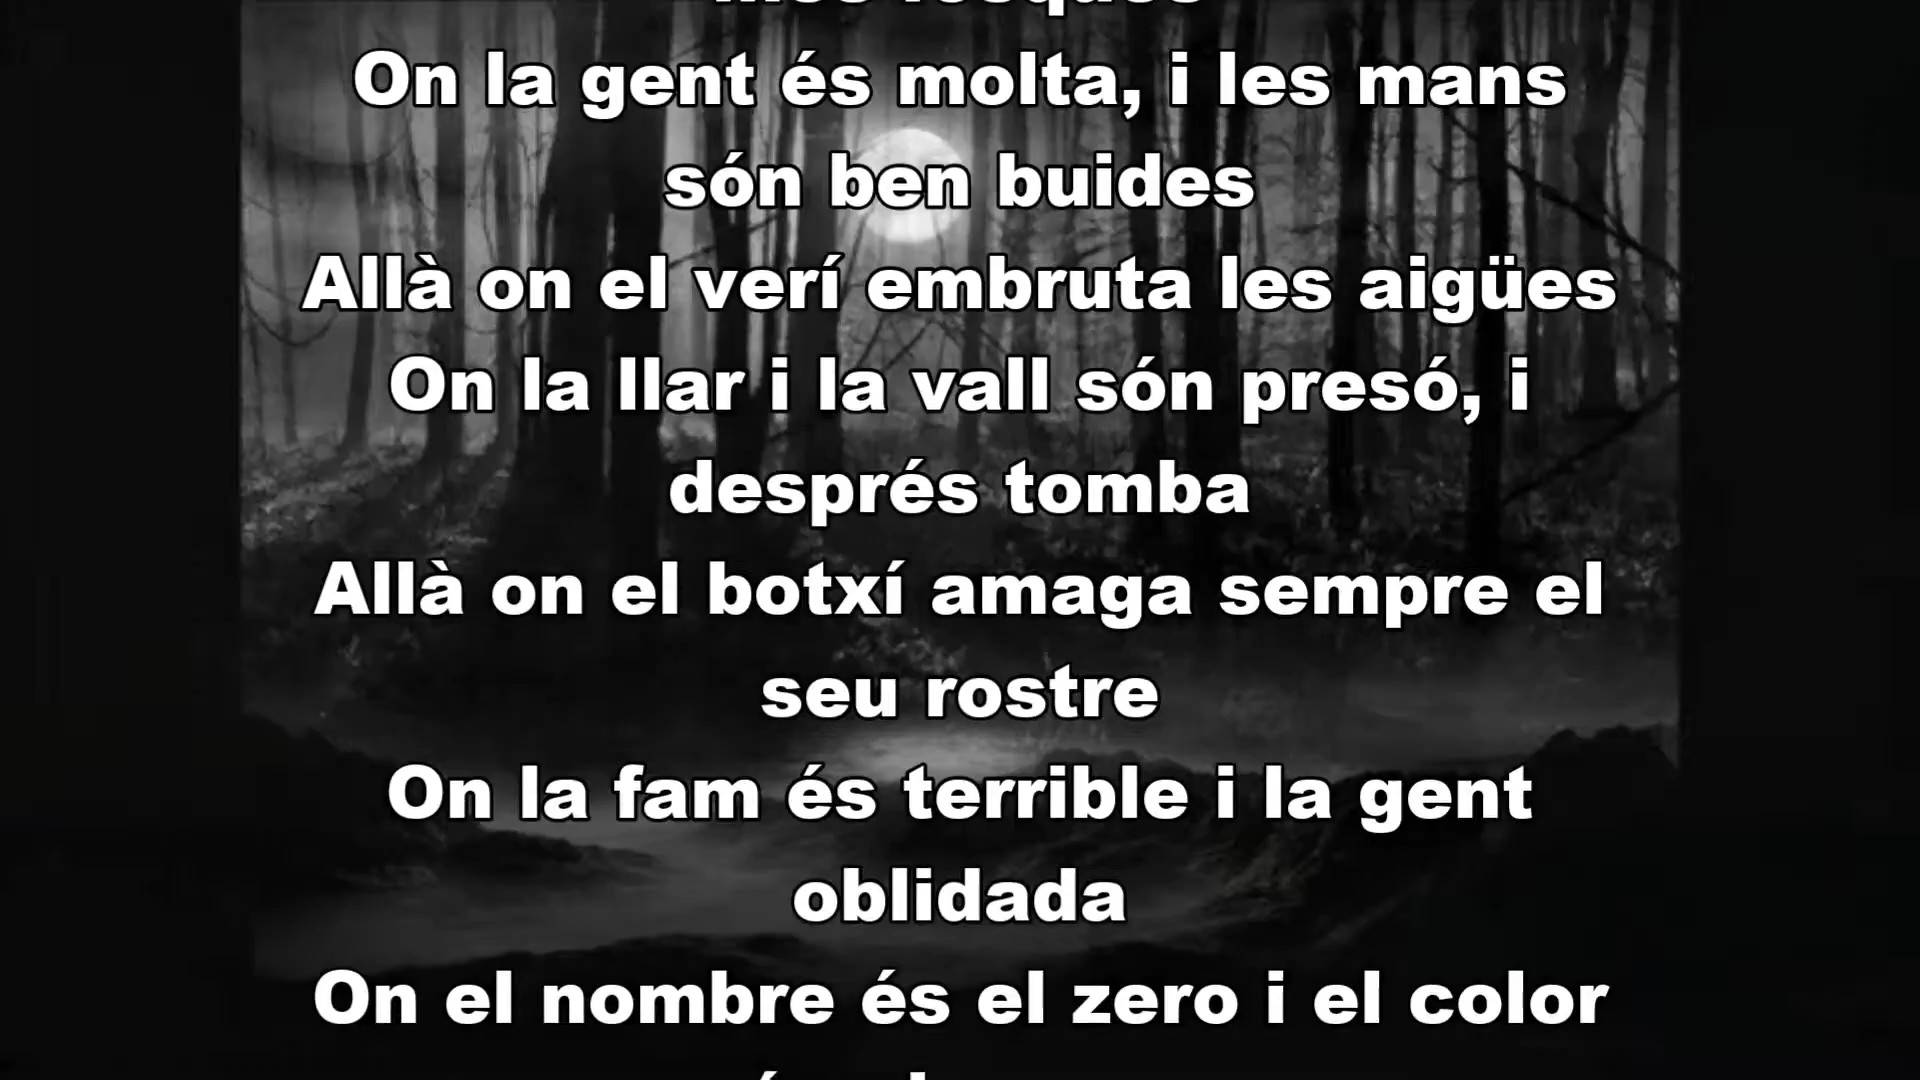 On la gent és molta, i les mans
són ben buides
Allà on el verí embruta les aigües
On la llar i la vall són presó, i
després tomba
Allà on el botxí amaga sempre el
seu rostre
On la fam és terrible i la gent
oblidada
On el nombre és el zero i el color